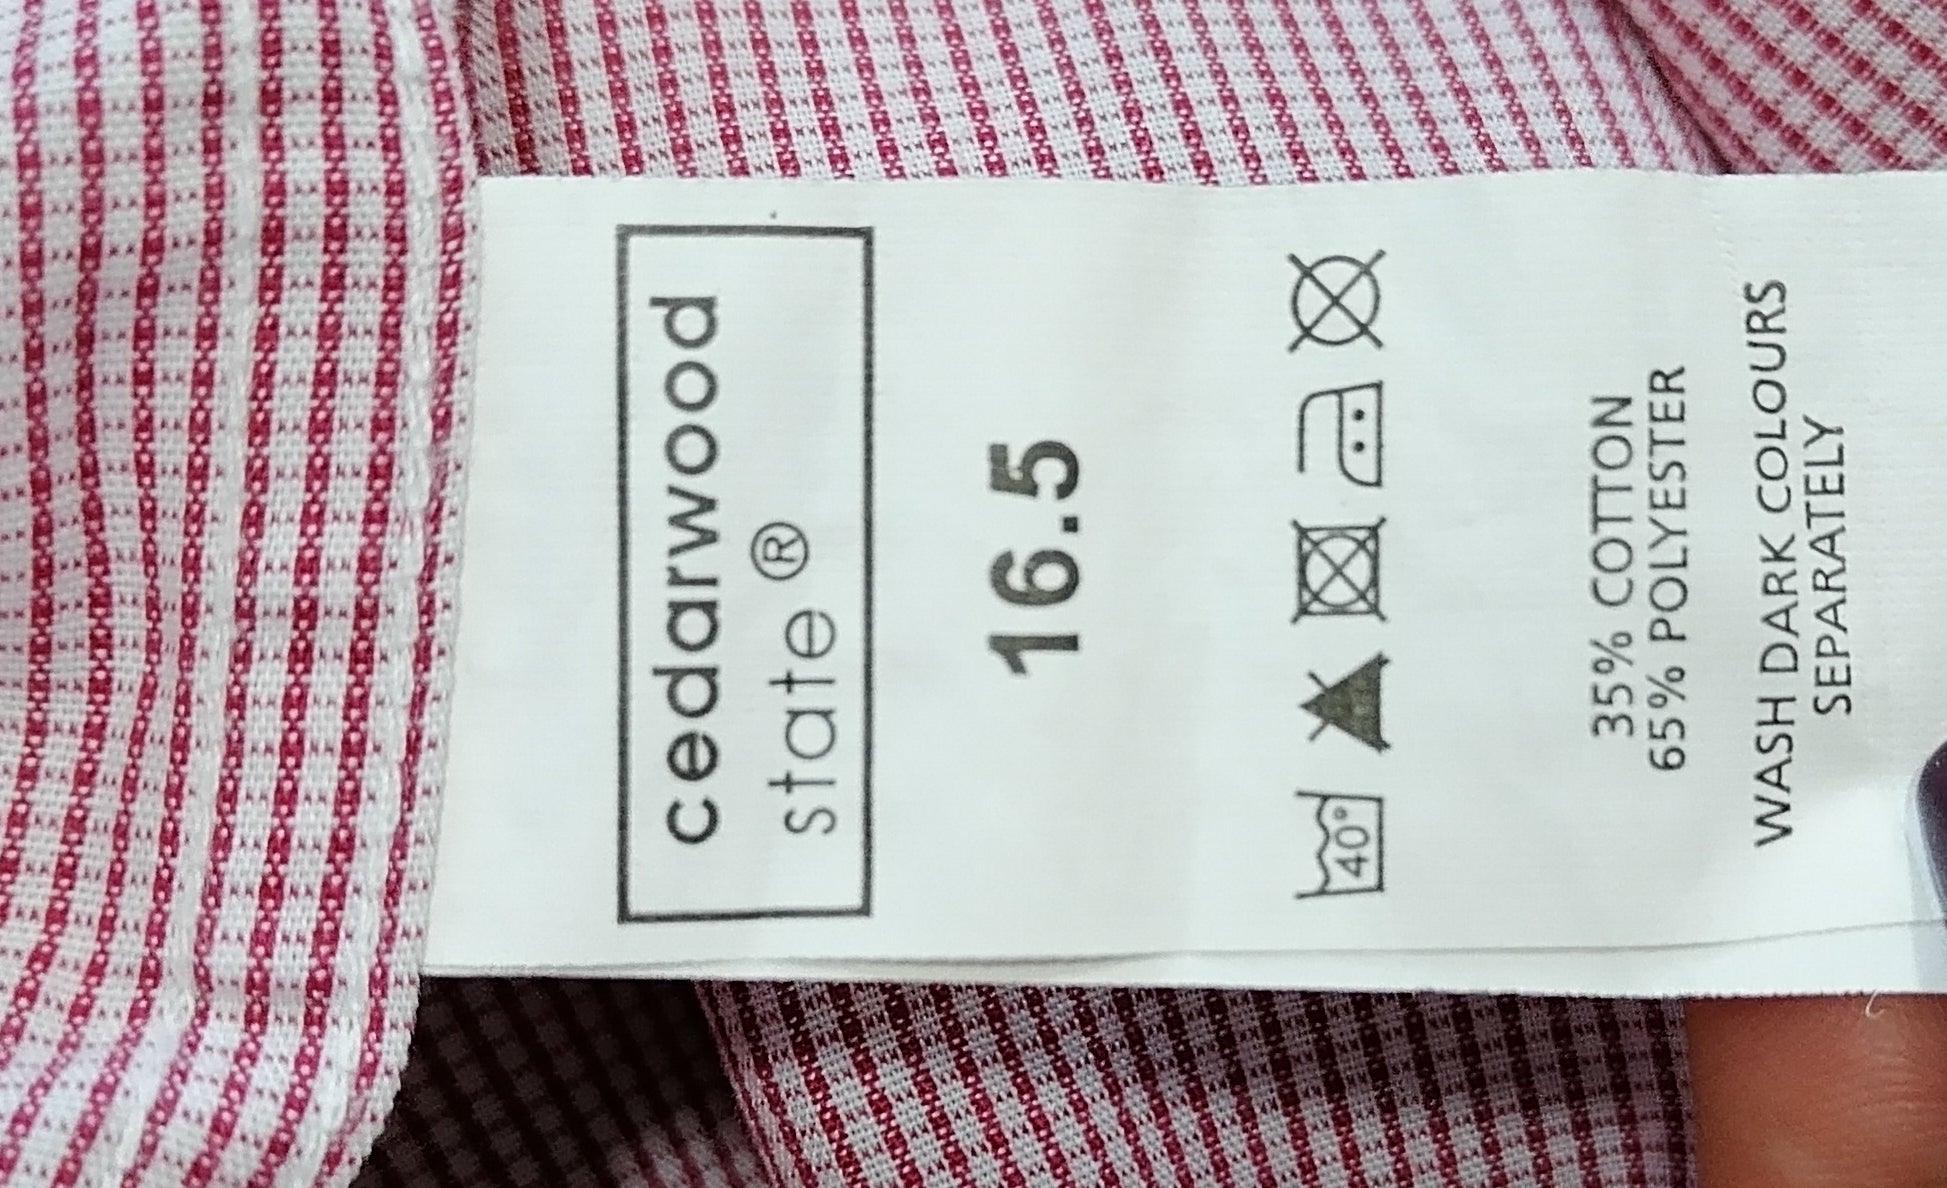 cedarwood
state ®
16.5
40°
35% COTTON
65% POLYESTER
WASH DARK COLOURS
SEPARATELY